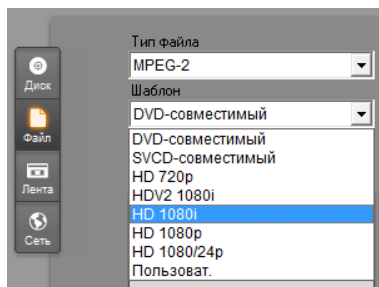 Тип файла
MPEG-2
Шаблон
DVD-совместимый
DVD-совместимый
SVCD-совместимый
HD 720p
HDV2 1080i
HD 1080i
HD 1080p
HD 1080/24p
Пользоват.
Диск
Файл
Лента
Сеть